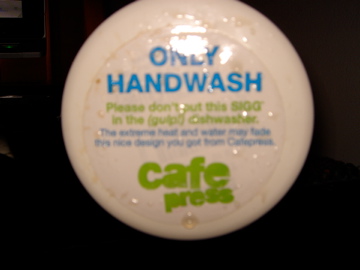 ONLY
HANDWASH
Please don't put this SIGG
in the (gulp!) dishwasher.
The extreme heat and water may fade
this nice design you got from Cafepress.
cafe
press